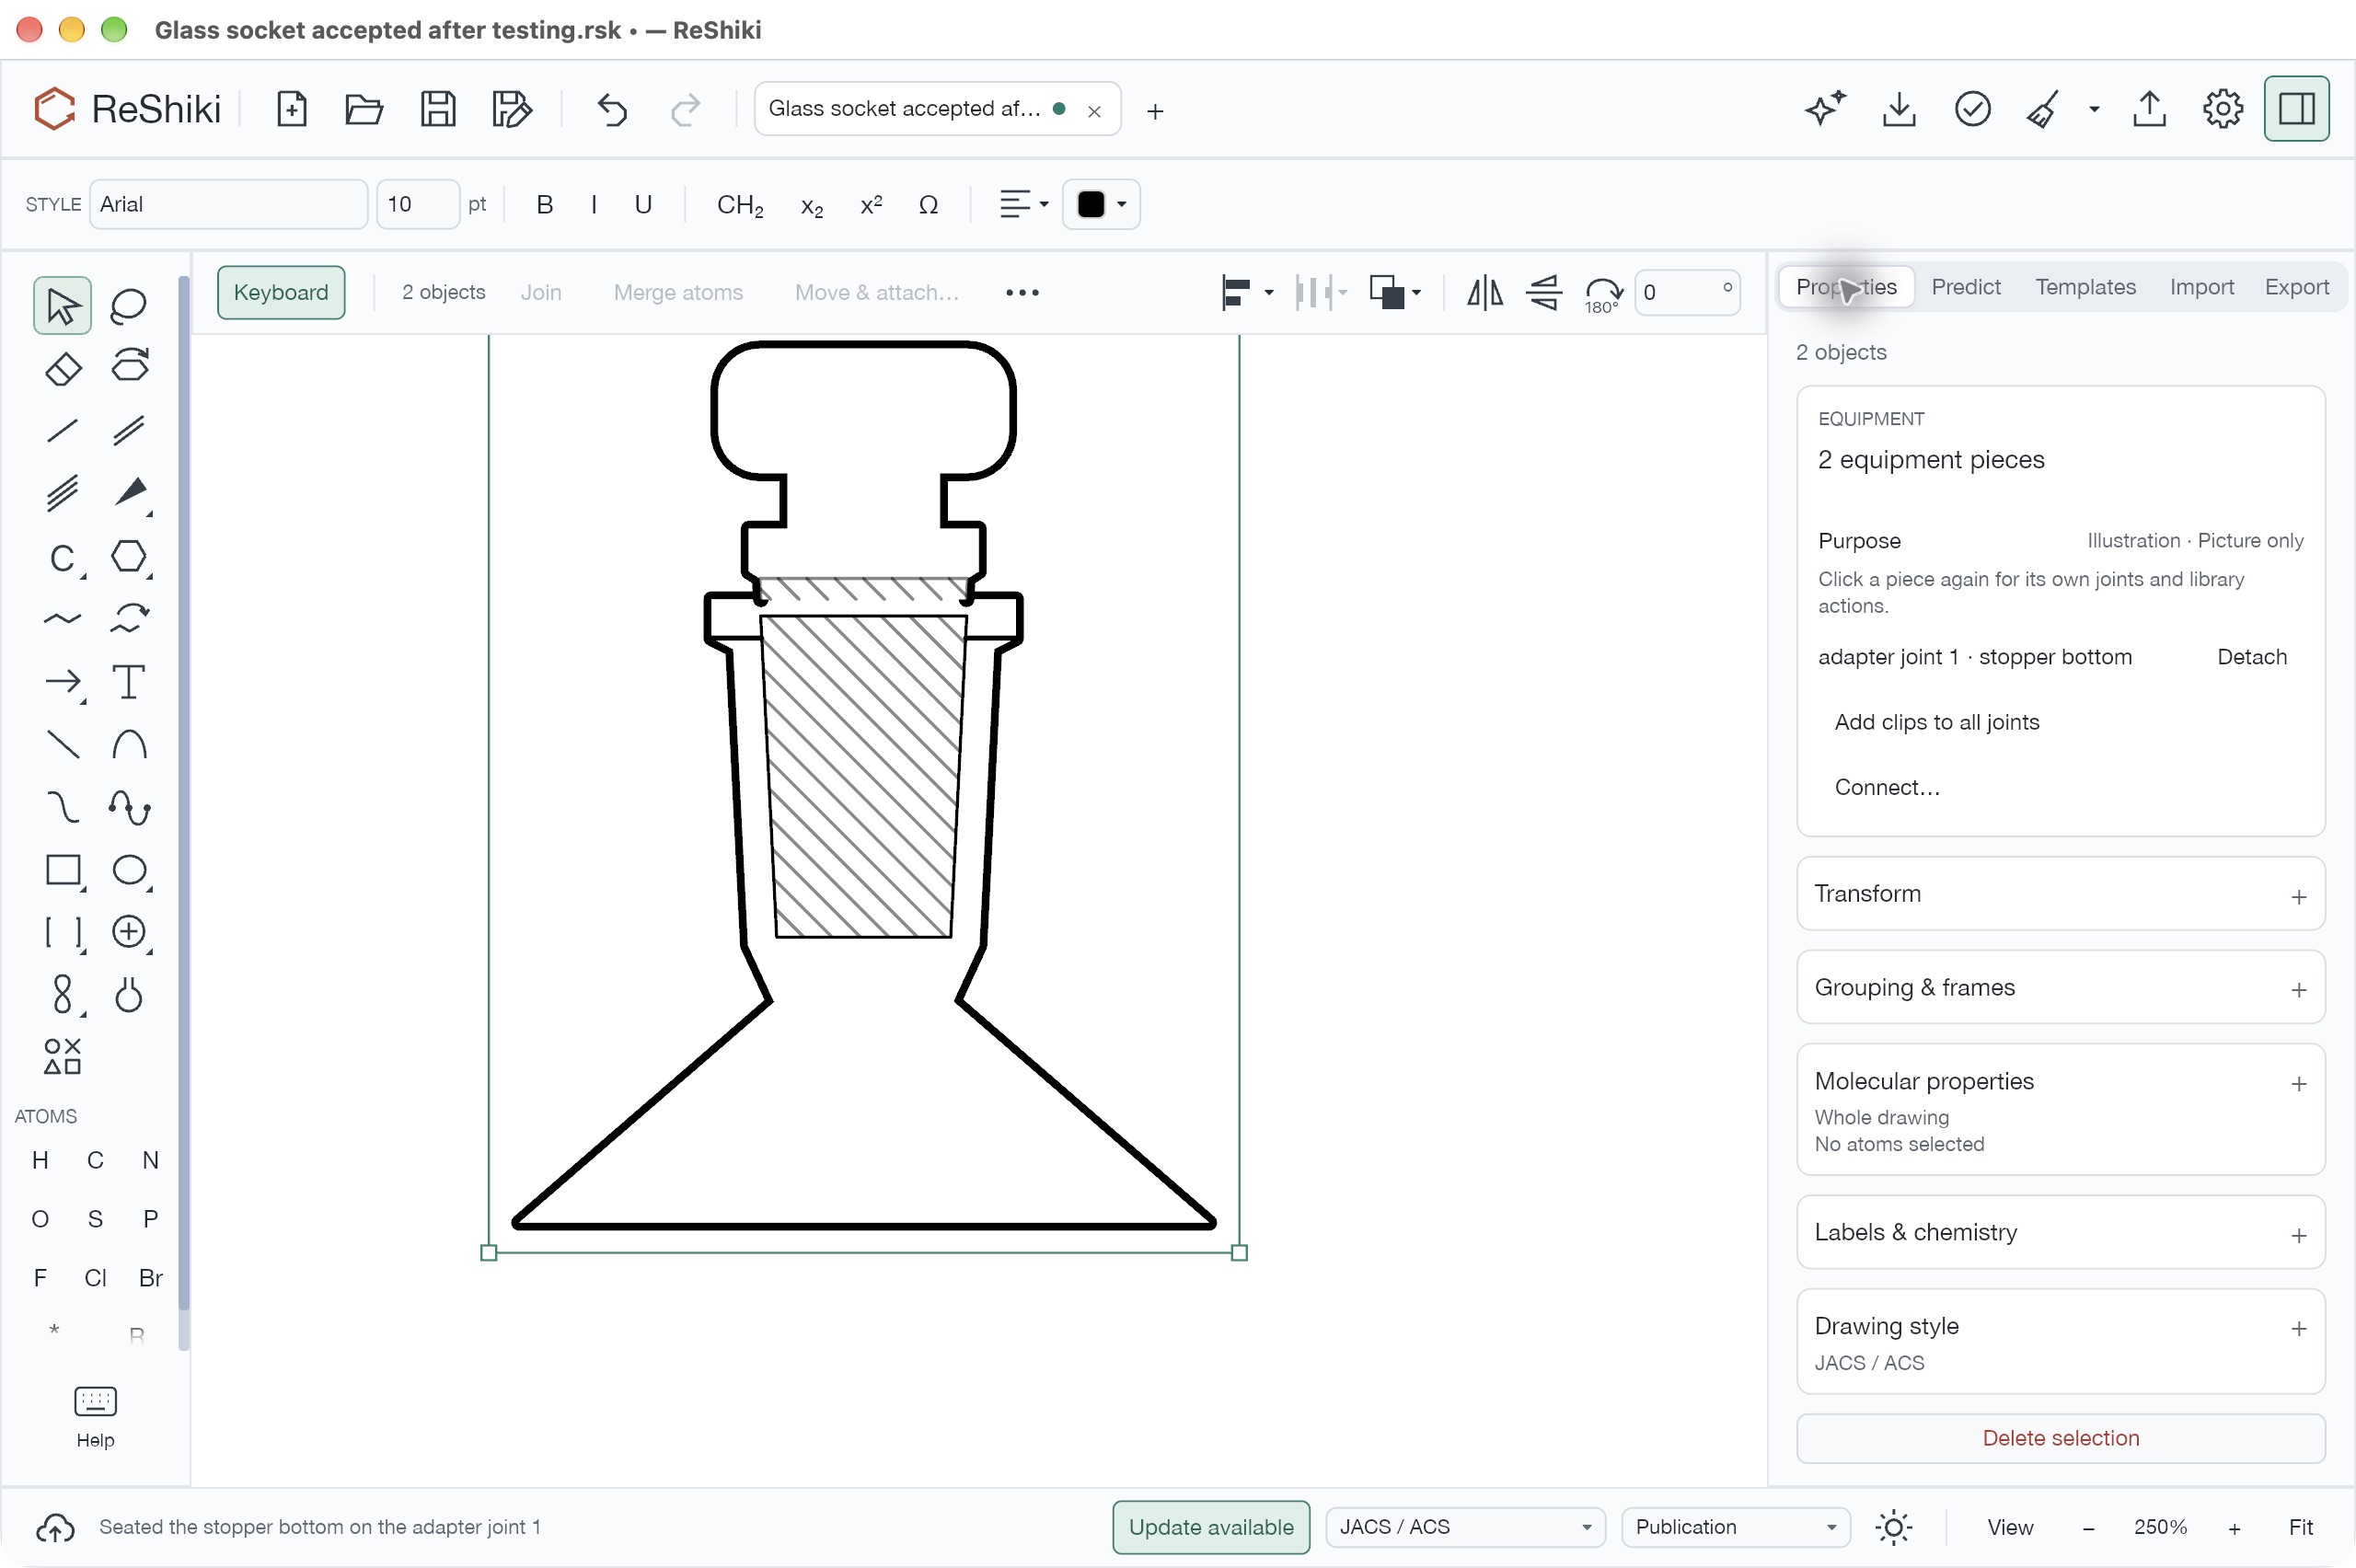 Glass socket accepted after testing.rsk • — ReShiki
ReShiki
Glass socket accepted af... ×
+
STYLE Arial 10 pt B I U CH₂ x₂ x² Ω
Keyboard 2 objects Join Merge atoms Move & attach... 180° 0 °
Properties Predict Templates Import Export
2 objects
EQUIPMENT
2 equipment pieces
Purpose Illustration · Picture only
Click a piece again for its own joints and library
actions.
adapter joint 1 · stopper bottom Detach
Add clips to all joints
Connect...
Transform +
Grouping & frames +
Molecular properties +
Whole drawing
No atoms selected
Labels & chemistry +
Drawing style +
JACS / ACS
Delete selection
C
T
ATOMS
H C N
O S P
F Cl Br
* R
Help
Seated the stopper bottom on the adapter joint 1
Update available JACS / ACS Publication View – 250% + Fit